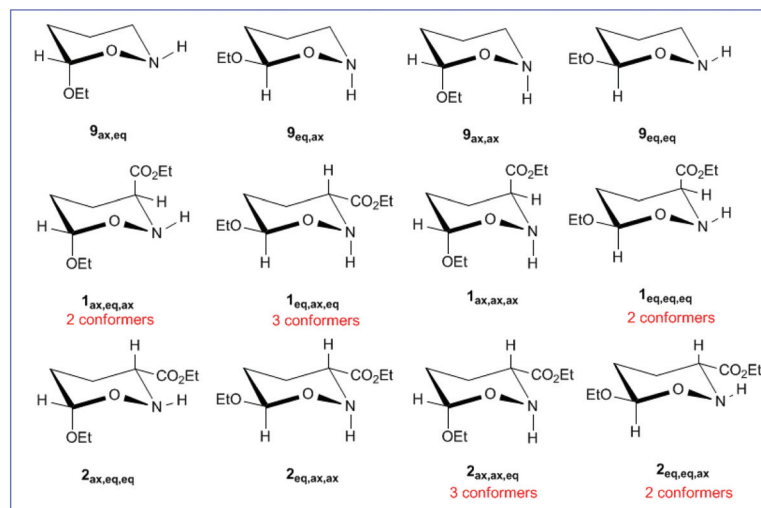 H O N H OEt
9ax,eq
EtO O N H H
9eq,ax
H O N OEt H
9ax,ax
EtO O N H H
9eq,eq
CO2Et H H O N H OEt
1ax,eq,ax
2 conformers
H CO2Et EtO O N H H
1eq,ax,eq
3 conformers
CO2Et H H O N OEt H
1ax,ax,ax
CO2Et H EtO O N H H
1eq,eq,eq
2 conformers
H CO2Et H O N H OEt
2ax,eq,eq
H CO2Et EtO O N H H
2eq,ax,ax
H CO2Et H O N OEt H
2ax,ax,eq
3 conformers
H CO2Et EtO O N H H
2eq,eq,ax
2 conformers